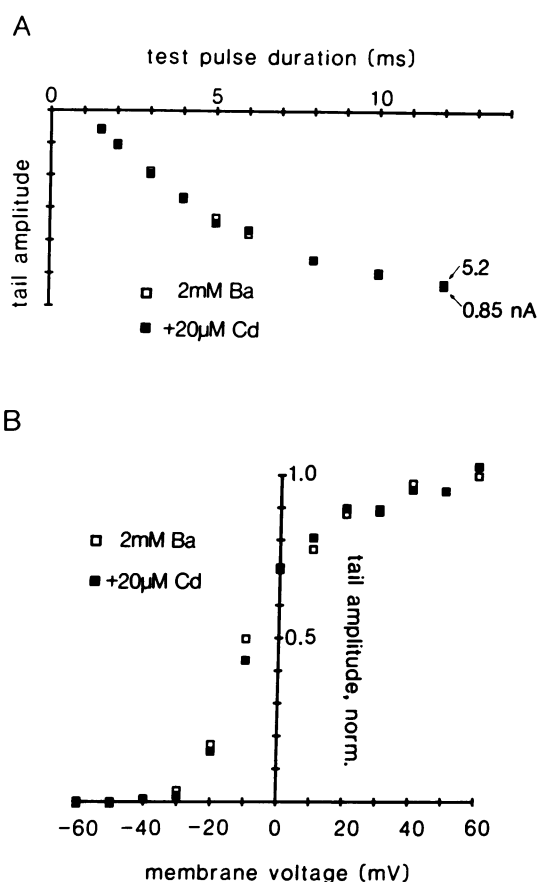 A
test pulse duration (ms)
0 5 10
tail amplitude
2mM Ba
+20µM Cd
5.2
0.85 nA
B
1.0
2mM Ba
+20µM Cd
0.5
tail amplitude, norm.
-60 -40 -20 0 20 40 60
membrane voltage (mV)